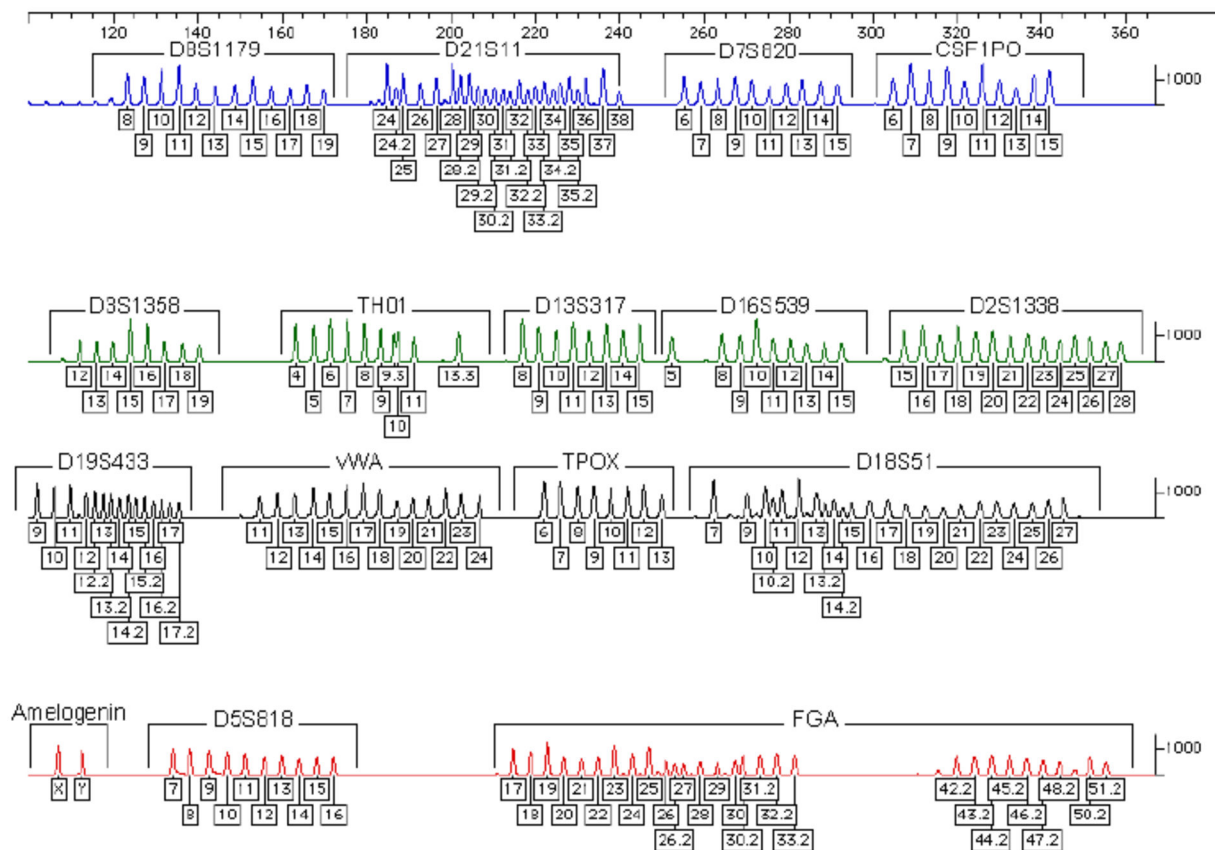 120 140 160 180 200 220 240 260 280 300 320 340 360
D8S1179 D21S11 D7S820 CSF1PO
1000
8 10 12 14 16 18 24 26 28 30 32 34 36 38 6 8 10 12 14 6 8 10 12 14
9 11 13 15 17 19 24.2 27 29 31 33 35 37 7 9 11 13 15 7 9 11 13 15
25 28.2 31.2 34.2
29.2 32.2 35.2
30.2 33.2
D3S1358 TH01 D13S317 D16S539 D2S1338
1000
12 14 16 18 4 6 8 9.3 13.3 8 10 12 14 5 8 10 12 14 15 17 19 21 23 25 27
13 15 17 19 5 7 9 11 9 11 13 15 9 11 13 15 16 18 20 22 24 26 28
10
D19S433 vWA TPOX D18S51
1000
9 11 13 15 17 11 13 15 17 19 21 23 6 8 10 12 7 9 11 13 15 17 19 21 23 25 27
10 12 14 16 12 14 16 18 20 22 24 7 9 11 13 10 12 14 16 18 20 22 24 26
12.2 15.2 10.2 13.2
13.2 16.2 14.2
14.2 17.2
Amelogenin D5S818 FGA
1000
X Y 7 9 11 13 15 17 19 21 23 25 27 29 31.2 42.2 45.2 48.2 51.2
8 10 12 14 16 18 20 22 24 26 28 30 32.2 43.2 46.2 50.2
26.2 30.2 33.2 44.2 47.2